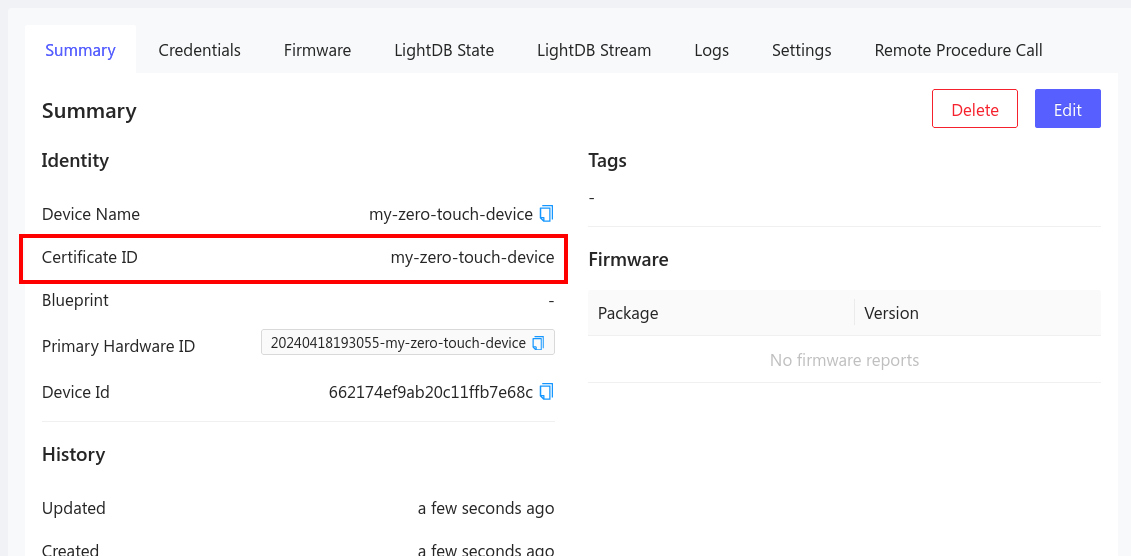 Summary Credentials Firmware LightDB State LightDB Stream Logs Settings Remote Procedure Call
Summary Delete Edit
Identity
Device Name my-zero-touch-device
Certificate ID my-zero-touch-device
Blueprint -
Primary Hardware ID 20240418193055-my-zero-touch-device
Device Id 662174ef9ab20c11ffb7e68c
History
Updated a few seconds ago
Created a few seconds ago
Tags
-
Firmware
Package Version
No firmware reports